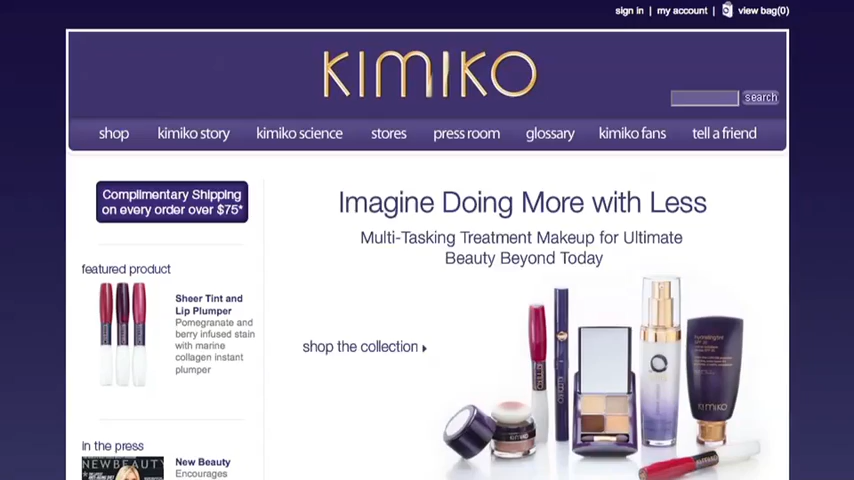 sign in | my account | view bag(0)
KIMIKO
search
shop kimiko story kimiko science stores press room glossary kimiko fans tell a friend
Complimentary Shipping
on every order over $75*
Imagine Doing More with Less
Multi-Tasking Treatment Makeup for Ultimate
Beauty Beyond Today
featured product
Sheer Tint and
Lip Plumper
Pomegranate and
berry infused stain
with marine
collagen instant
plumper
shop the collection
KIMIKO
KIMIKO
in the press
NEWBEAUTY
New Beauty
Encourages